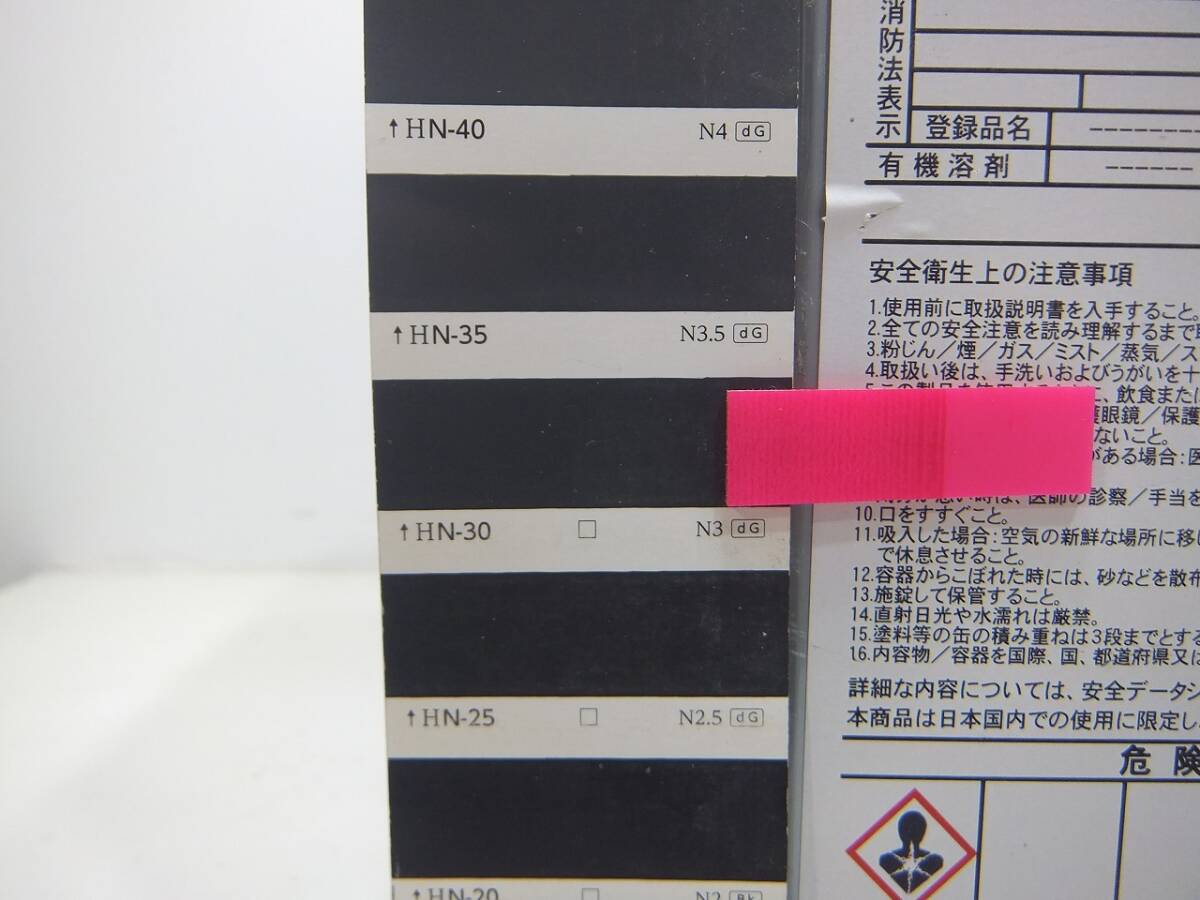 ↑HN-40 N4 dG
↑HN-35 N3.5 dG
↑HN-30 □ N3 dG
↑HN-25 □ N2.5 dG
↑HN-20 □ N2 Bk
消防法表示
登録品名 --------
有機溶剤 ------
安全衛生上の注意事項
1.使用前に取扱説明書を入手すること。
2.全ての安全注意を読み理解するまで
3.粉じん／煙／ガス／ミスト／蒸気／ス
4.取扱い後は、手洗いおよびうがいを十
、飲食または
眼鏡／保護
ないこと。
がある場合:医
は、医師の診察／手当を
10.口をすすぐこと。
11.吸入した場合:空気の新鮮な場所に移
で休息させること。
12.容器からこぼれた時には、砂などを散布
13.施錠して保管すること。
14.直射日光や水濡れは厳禁。
15.塗料等の缶の積み重ねは3段までとす
16.内容物／容器を国際、国、都道府県又
詳細な内容については、安全データシ
本商品は日本国内での使用に限定し
危険